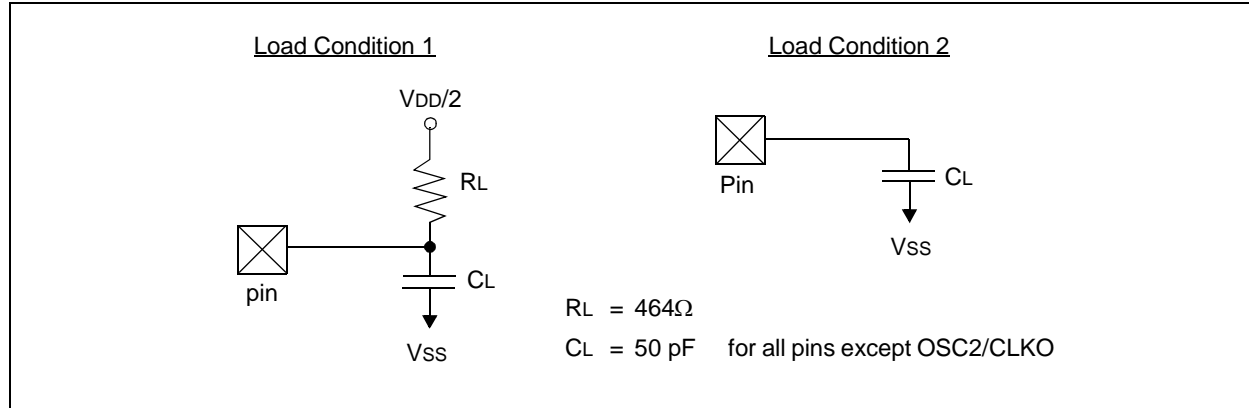 Load Condition 1
VDD/2
RL
pin
CL
VSS
Load Condition 2
Pin
CL
VSS
RL = 464Ω
CL = 50 pF for all pins except OSC2/CLKO